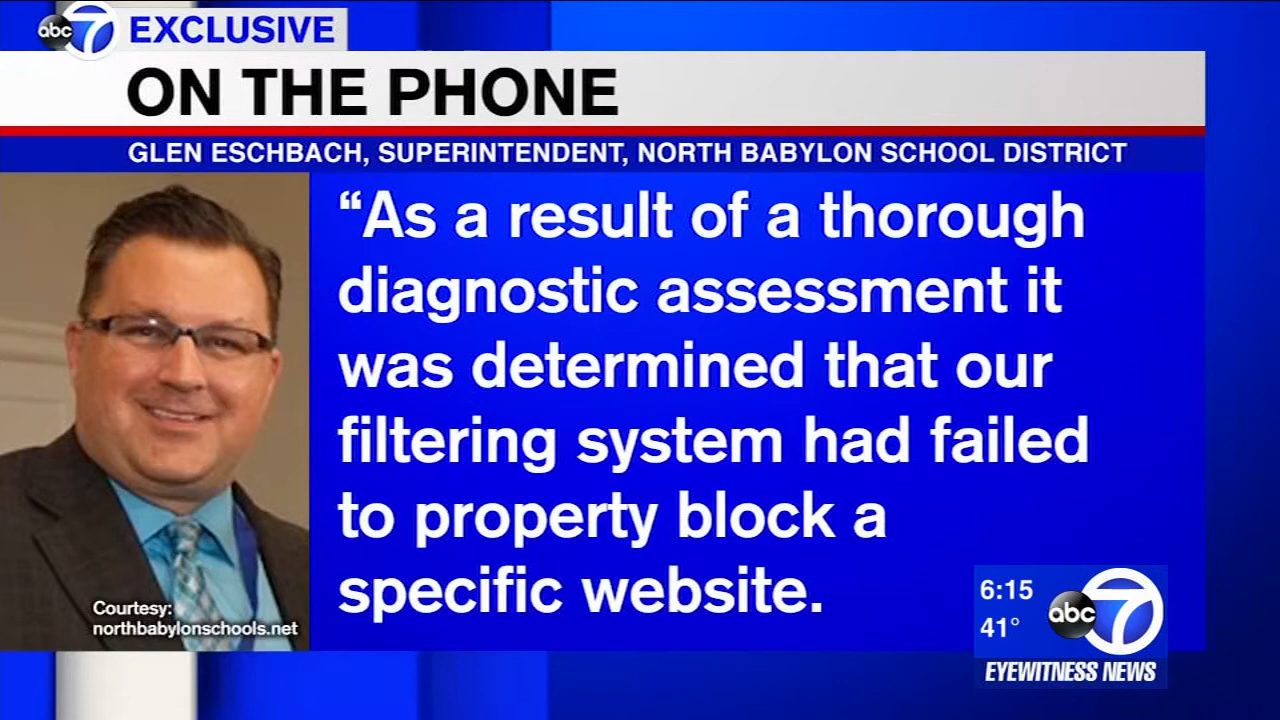 abc 7 EXCLUSIVE
ON THE PHONE
GLEN ESCHBACH, SUPERINTENDENT, NORTH BABYLON SCHOOL DISTRICT
“As a result of a thorough
diagnostic assessment it
was determined that our
filtering system had failed
to property block a
specific website.
Courtesy:
northbabylonschools.net
6:15
41°
abc 7
EYEWITNESS NEWS